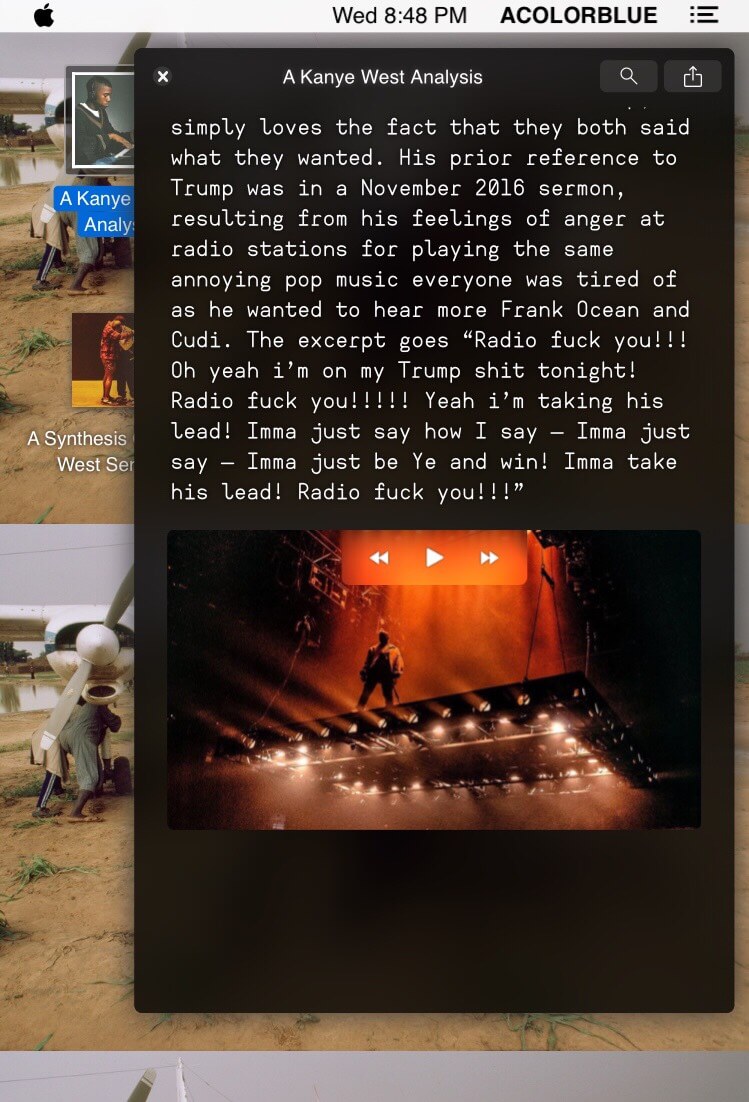 Wed 8:48 PM ACOLORBLUE
A Kanye West Analysis
simply loves the fact that they both said
what they wanted. His prior reference to
Trump was in a November 2016 sermon,
resulting from his feelings of anger at
radio stations for playing the same
annoying pop music everyone was tired of
as he wanted to hear more Frank Ocean and
Cudi. The excerpt goes “Radio fuck you!!!
Oh yeah i’m on my Trump shit tonight!
Radio fuck you!!!!! Yeah i’m taking his
lead! Imma just say how I say — Imma just
say — Imma just be Ye and win! Imma take
his lead! Radio fuck you!!!”
A Kanye
Analys
A Synthesis
West Ser